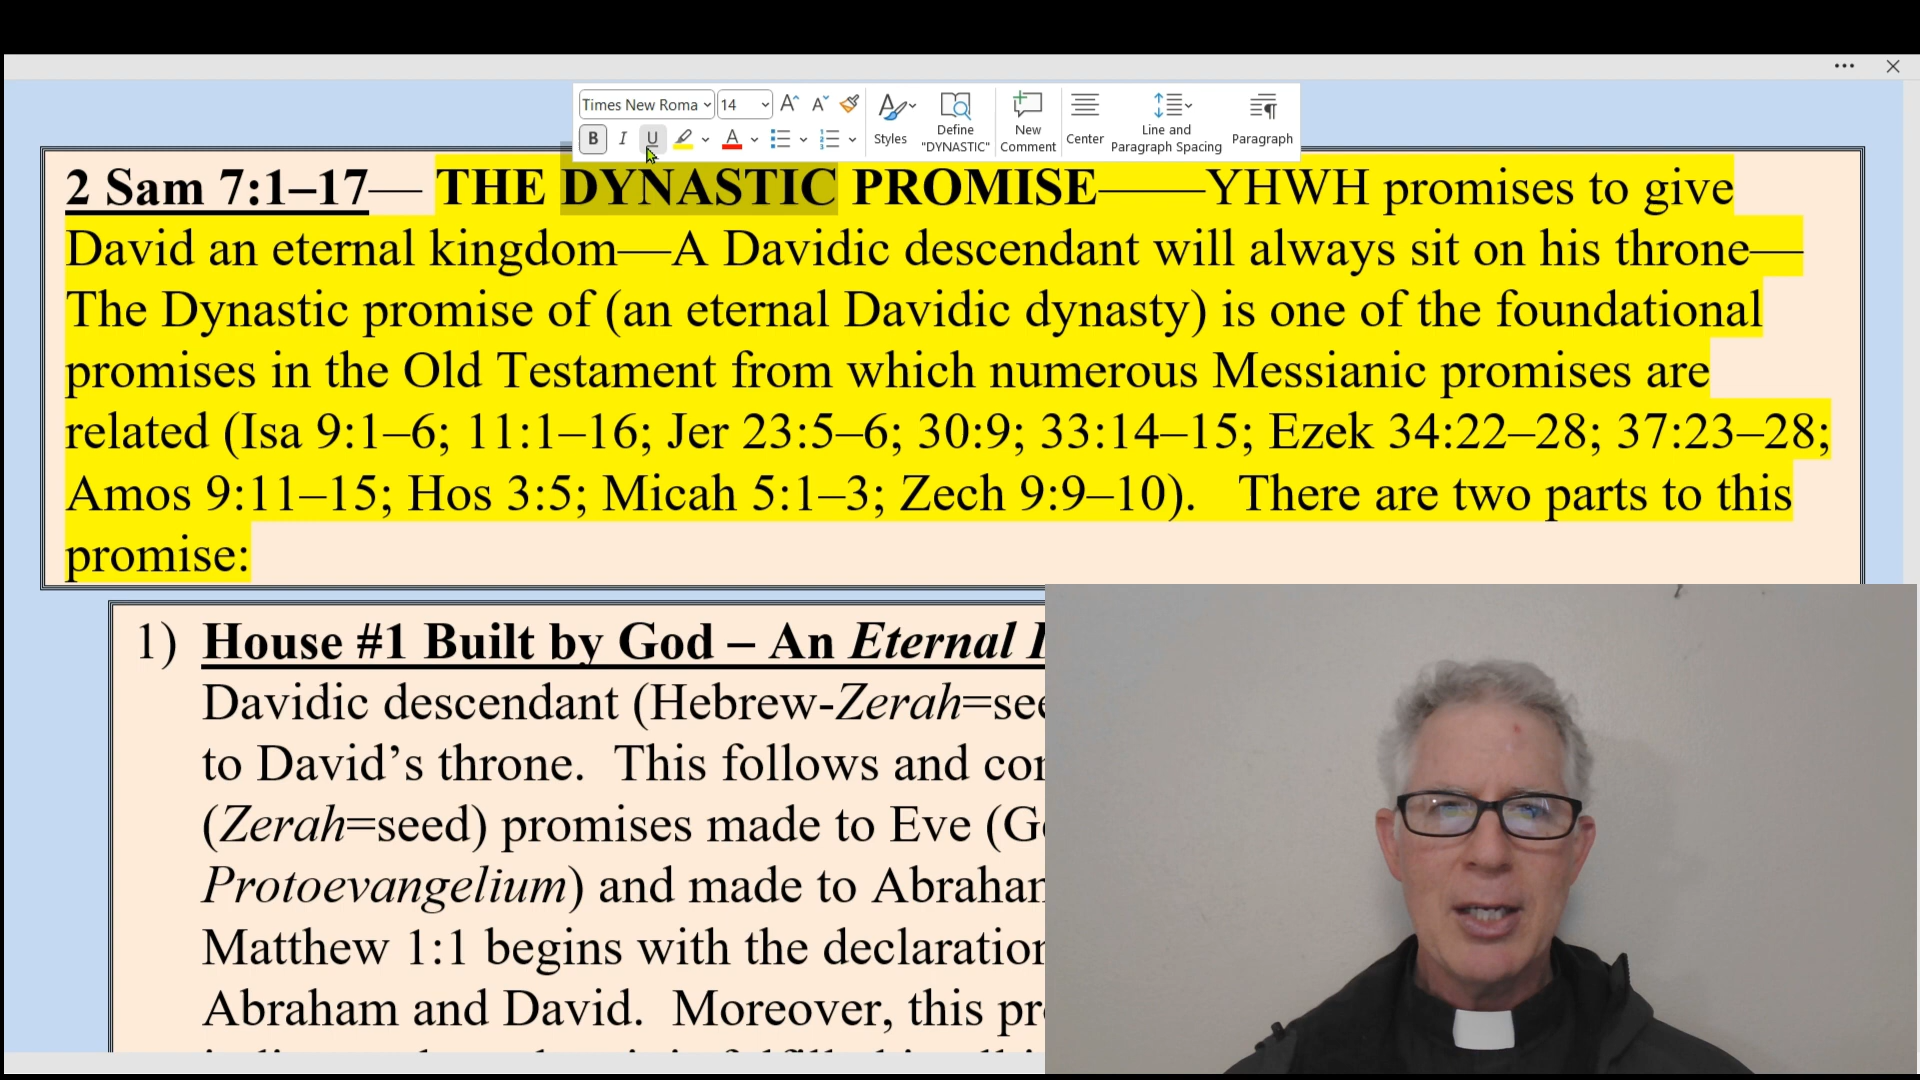 Times New Roma 14
B I U A Styles Define "DYNASTIC" New Comment Center Line and Paragraph Spacing Paragraph
2 Sam 7:1–17— THE DYNASTIC PROMISE——YHWH promises to give
David an eternal kingdom—A Davidic descendant will always sit on his throne—
The Dynastic promise of (an eternal Davidic dynasty) is one of the foundational
promises in the Old Testament from which numerous Messianic promises are
related (Isa 9:1–6; 11:1–16; Jer 23:5–6; 30:9; 33:14–15; Ezek 34:22–28; 37:23–28;
Amos 9:11–15; Hos 3:5; Micah 5:1–3; Zech 9:9–10). There are two parts to this
promise:
1) House #1 Built by God – An Eternal
Davidic descendant (Hebrew-Zerah=see
to David’s throne. This follows and cor
(Zerah=seed) promises made to Eve (Ge
Protoevangelium) and made to Abraham
Matthew 1:1 begins with the declaration
Abraham and David. Moreover, this pr